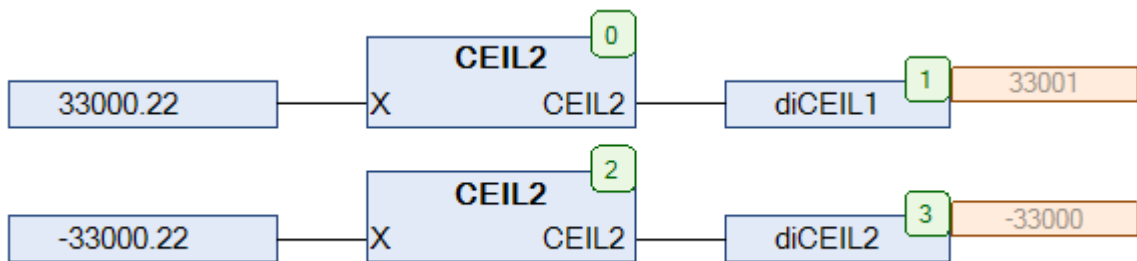 0
CEIL2
1 33001
33000.22 X CEIL2 diCEIL1
2
CEIL2
3 -33000
-33000.22 X CEIL2 diCEIL2